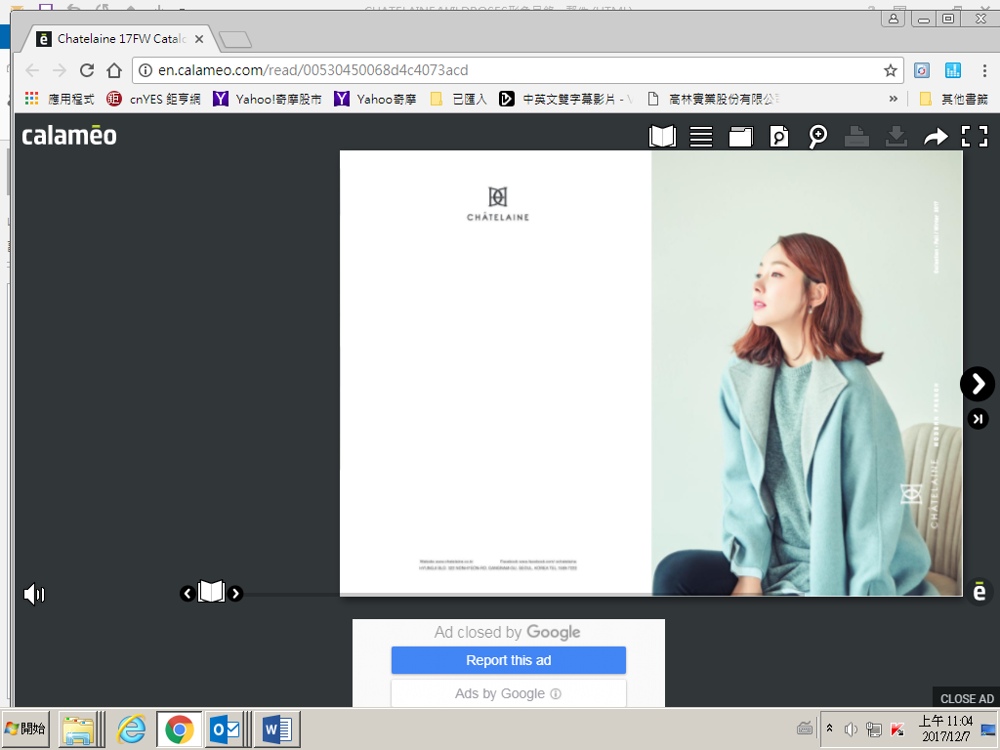 Chatelaine 17FW Catalo
en.calameo.com/read/00530450068d4c4073acd
應用程式
cnYES 鉅亨網
Yahoo!奇摩股市
Yahoo奇摩
已匯入
中英文雙字幕影片 -
高林實業股份有限公司
»
其他書籤
calaméo
CHÂTELAINE
CHÂTELAINE
Ad closed by Google
Report this ad
Ads by Google
CLOSE AD
開始
上午 11:04
2017/12/7